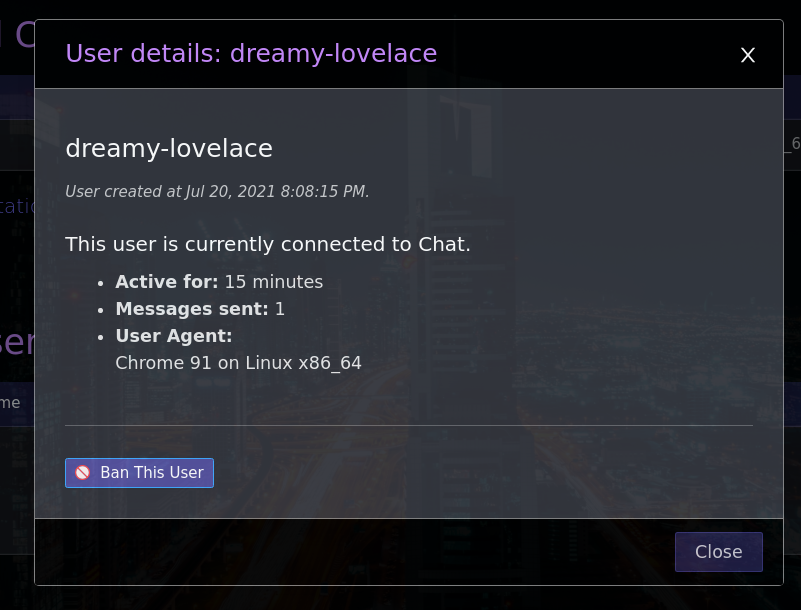 User details: dreamy-lovelace
X
dreamy-lovelace
User created at Jul 20, 2021 8:08:15 PM.
This user is currently connected to Chat.
Active for: 15 minutes
Messages sent: 1
User Agent:
Chrome 91 on Linux x86_64
Ban This User
Close